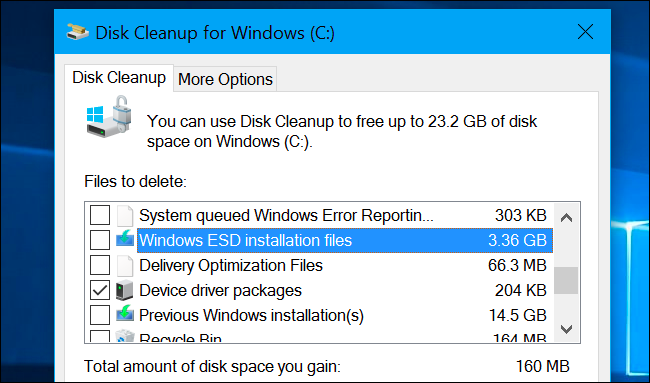 Disk Cleanup for Windows (C:)
Disk Cleanup More Options
You can use Disk Cleanup to free up to 23.2 GB of disk
space on Windows (C:).
Files to delete:
System queued Windows Error Reportin... 303 KB
Windows ESD installation files 3.36 GB
Delivery Optimization Files 66.3 MB
Device driver packages 204 KB
Previous Windows installation(s) 14.5 GB
Recycle Bin 164 MB
Total amount of disk space you gain: 160 MB